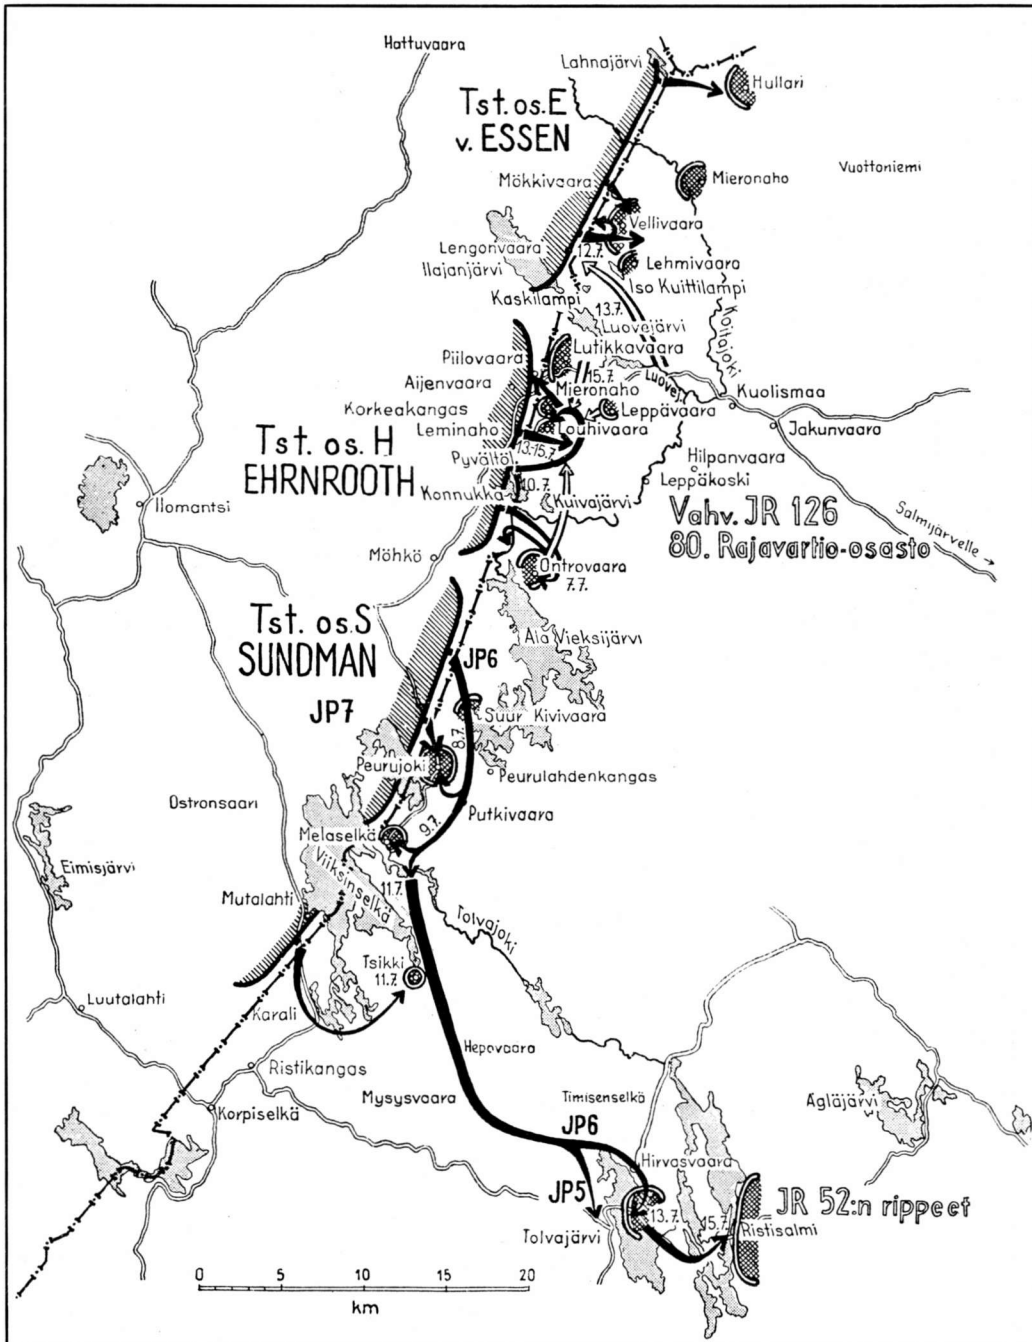 Hattuvaara
Lahnajärvi
Hullari
Tst. os. E
v. ESSEN
Mökkivaara
Mieronaho
Vuottoniemi
Vellivaara
Lengonvaara
Ilajanjärvi
12.7.
Lehmivaara
Iso Kuittilampi
Kaskilampi
13.7.
Luovejärvi
Koitajoki
Piilovaara
Lutikkavaara
Aijenvaara
15.7.
Mieronaho
Luovej.
Kuolismaa
Korkeakangas
Leppävaara
Leminaho
Louhivaara
Jakunvaara
Tst. os. H
EHRNROOTH
13.-15.7.
Pyvältöl
Hilpanvaara
Leppäkoski
Konnukka
10.7.
Kuivajärvi
Ilomantsi
Vahv. JR 126
80. Rajavartio-osasto
Salmijärvelle
Möhkö
Ontrovaara
7.7.
Tst. os. S
SUNDMAN
Ala Vieksijärvi
JP6
JP7
Suur Kivivaara
8.7.
Peurujoki
Peurulahdenkangas
Ostronsaari
Putkivaara
9.7.
Melaselkä
Eimisjärvi
Viiksinselkä
11.7.
Mutalahti
Tolvajoki
Tsikki
11.7.
Luutalahti
Karali
Hepovaara
Ristikangas
Mysysvaara
Timisenselkä
Korpiselkä
Ägläjärvi
JP6
Hirvasvaara
JP5
JR 52:n rippeet
13.7.
15.7.
Ristisalmi
Tolvajärvi
0 5 10 15 20
km